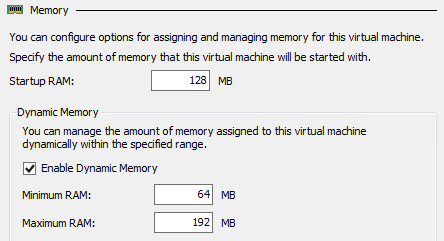 Memory
You can configure options for assigning and managing memory for this virtual machine.
Specify the amount of memory that this virtual machine will be started with.
Startup RAM: 128 MB
Dynamic Memory
You can manage the amount of memory assigned to this virtual machine
dynamically within the specified range.
Enable Dynamic Memory
Minimum RAM: 64 MB
Maximum RAM: 192 MB